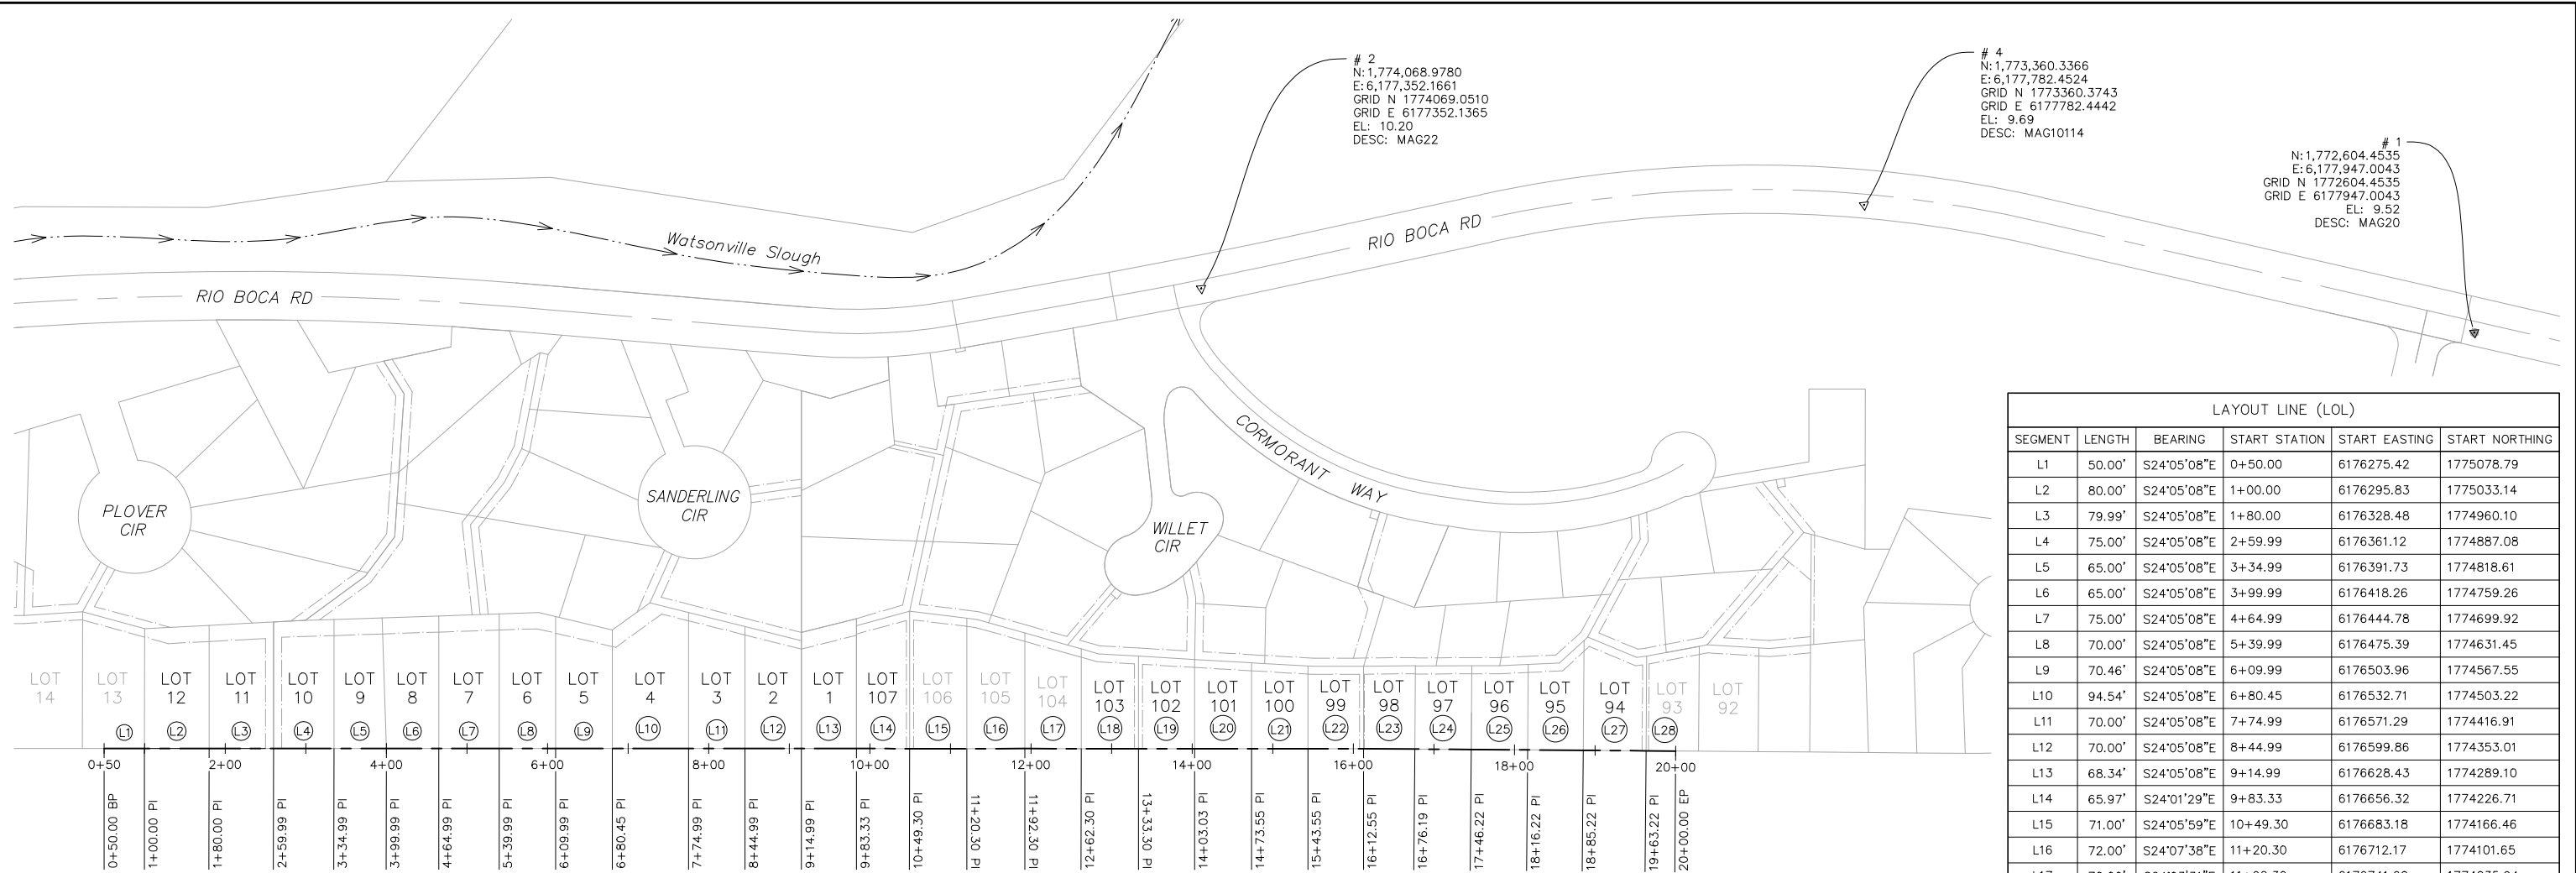 # 2
N:1,774,068.9780
E:6,177,352.1661
GRID N 1774069.0510
GRID E 6177352.1365
EL: 10.20
DESC: MAG22
# 4
N:1,773,360.3366
E:6,177,782.4524
GRID N 1773360.3743
GRID E 6177782.4442
EL: 9.69
DESC: MAG10114
# 1
N:1,772,604.4535
E:6,177,947.0043
GRID N 1772604.4535
GRID E 6177947.0043
EL: 9.52
DESC: MAG20
Watsonville Slough
RIO BOCA RD
RIO BOCA RD
PLOVER
CIR
SANDERLING
CIR
WILLET
CIR
CORMORANT WAY
LOT
14
LOT
13
LOT
12
LOT
11
LOT
10
LOT
9
LOT
8
LOT
7
LOT
6
LOT
5
LOT
4
LOT
3
LOT
2
LOT
1
LOT
107
LOT
106
LOT
105
LOT
104
LOT
103
LOT
102
LOT
101
LOT
100
LOT
99
LOT
98
LOT
97
LOT
96
LOT
95
LOT
94
LOT
93
LOT
92
L1 L2 L3 L4 L5 L6 L7 L8 L9 L10 L11 L12 L13 L14 L15 L16 L17 L18 L19 L20 L21 L22 L23 L24 L25 L26 L27 L28
0+50 2+00 4+00 6+00 8+00 10+00 12+00 14+00 16+00 18+00 20+00
0+50.00 BP
1+00.00 PI
1+80.00 PI
2+59.99 PI
3+34.99 PI
3+99.99 PI
4+64.99 PI
5+39.99 PI
6+09.99 PI
6+80.45 PI
7+74.99 PI
8+44.99 PI
9+14.99 PI
9+83.33 PI
10+49.30 PI
11+20.30 PI
11+92.30 PI
12+62.30 PI
13+33.30 PI
14+03.03 PI
14+73.55 PI
15+43.55 PI
16+12.55 PI
16+76.19 PI
17+46.22 PI
18+16.22 PI
18+85.22 PI
19+63.22 PI
20+00.00 EP
LAYOUT LINE (LOL)
SEGMENT LENGTH BEARING START STATION START EASTING START NORTHING
L1 50.00' S24°05'08"E 0+50.00 6176275.42 1775078.79
L2 80.00' S24°05'08"E 1+00.00 6176295.83 1775033.14
L3 79.99' S24°05'08"E 1+80.00 6176328.48 1774960.10
L4 75.00' S24°05'08"E 2+59.99 6176361.12 1774887.08
L5 65.00' S24°05'08"E 3+34.99 6176391.73 1774818.61
L6 65.00' S24°05'08"E 3+99.99 6176418.26 1774759.26
L7 75.00' S24°05'08"E 4+64.99 6176444.78 1774699.92
L8 70.00' S24°05'08"E 5+39.99 6176475.39 1774631.45
L9 70.46' S24°05'08"E 6+09.99 6176503.96 1774567.55
L10 94.54' S24°05'08"E 6+80.45 6176532.71 1774503.22
L11 70.00' S24°05'08"E 7+74.99 6176571.29 1774416.91
L12 70.00' S24°05'08"E 8+44.99 6176599.86 1774353.01
L13 68.34' S24°05'08"E 9+14.99 6176628.43 1774289.10
L14 65.97' S24°01'29"E 9+83.33 6176656.32 1774226.71
L15 71.00' S24°05'59"E 10+49.30 6176683.18 1774166.46
L16 72.00' S24°07'38"E 11+20.30 6176712.17 1774101.65